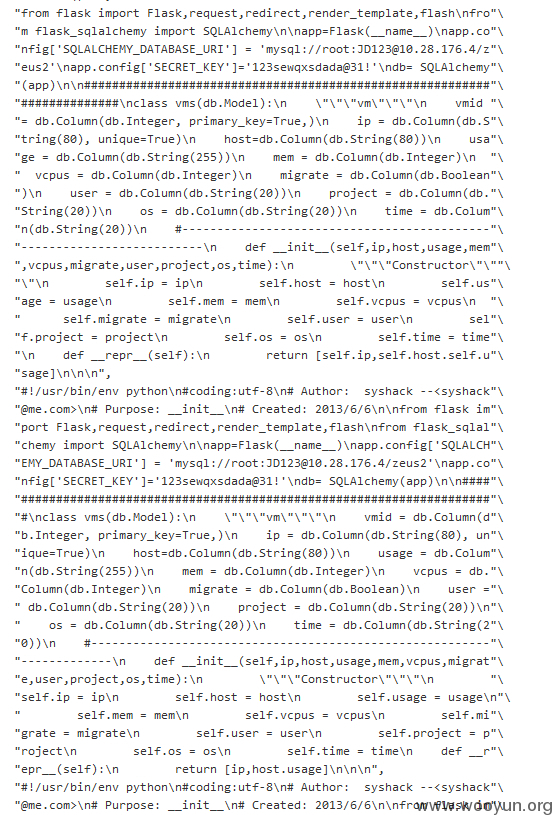 "from flask import Flask,request,redirect,render_template,flash\nfro"\
"m flask_sqlalchemy import SQLAlchemy\n\napp=Flask(__name__)\napp.co"\
"nfig['SQLALCHEMY_DATABASE_URI'] = 'mysql://root:JD123@10.28.176.4/z"\
"eus2'\napp.config['SECRET_KEY']='123sewqxsdada@31!'\ndb= SQLAlchemy"\
"(app)\n\n##########################################################"\
"##############\nclass vms(db.Model):\n    \"\"\"vm\"\"\"\n    vmid "\
"= db.Column(db.Integer, primary_key=True,)\n    ip = db.Column(db.S"\
"tring(80), unique=True)\n    host=db.Column(db.String(80))\n    usa"\
"ge = db.Column(db.String(255))\n    mem = db.Column(db.Integer)\n  "\
"  vcpus = db.Column(db.Integer)\n    migrate = db.Column(db.Boolean"\
")\n    user = db.Column(db.String(20))\n    project = db.Column(db."\
"String(20))\n    os = db.Column(db.String(20))\n    time = db.Colum"\
"n(db.String(20))\n    #--------------------------------------------"\
"--------------------------\n    def __init__(self,ip,host,usage,mem"\
",vcpus,migrate,user,project,os,time):\n        \"\"\"Constructor\"\""\
"\"\n        self.ip = ip\n        self.host = host\n        self.us"\
"age = usage\n        self.mem = mem\n        self.vcpus = vcpus\n  "\
"      self.migrate = migrate\n        self.user = user\n        sel"\
"f.project = project\n        self.os = os\n        self.time = time"\
"\n    def __repr__(self):\n        return [self.ip,self.host.self.u"\
"sage]\n\n\n",
"#!/usr/bin/env python\n#coding:utf-8\n# Author:  syshack --<syshack"\
"@me.com>\n# Purpose: __init__\n# Created: 2013/6/6\n\nfrom flask im"\
"port Flask,request,redirect,render_template,flash\nfrom flask_sqlal"\
"chemy import SQLAlchemy\n\napp=Flask(__name__)\napp.config['SQLALCH"\
"EMY_DATABASE_URI'] = 'mysql://root:JD123@10.28.176.4/zeus2'\napp.co"\
"nfig['SECRET_KEY']='123sewqxsdada@31!'\ndb= SQLAlchemy(app)\n\n####"\
"###################################################################"\
"#\nclass vms(db.Model):\n    \"\"\"vm\"\"\"\n    vmid = db.Column(d"\
"b.Integer, primary_key=True,)\n    ip = db.Column(db.String(80), un"\
"ique=True)\n    host=db.Column(db.String(80))\n    usage = db.Colum"\
"n(db.String(255))\n    mem = db.Column(db.Integer)\n    vcpus = db."\
"Column(db.Integer)\n    migrate = db.Column(db.Boolean)\n    user ="\
" db.Column(db.String(20))\n    project = db.Column(db.String(20))\n"\
"    os = db.Column(db.String(20))\n    time = db.Column(db.String(2"\
"0))\n    #---------------------------------------------------------"\
"-------------\n    def __init__(self,ip,host,usage,mem,vcpus,migrat"\
"e,user,project,os,time):\n        \"\"\"Constructor\"\"\"\n        "\
"self.ip = ip\n        self.host = host\n        self.usage = usage\n"\
"        self.mem = mem\n        self.vcpus = vcpus\n        self.mi"\
"grate = migrate\n        self.user = user\n        self.project = p"\
"roject\n        self.os = os\n        self.time = time\n    def __r"\
"epr__(self):\n        return [ip,host.usage]\n\n\n",
"#!/usr/bin/env python\n#coding:utf-8\n# Author:  syshack --<syshack"\
"@me.com>\n# Purpose: __init__\n# Created: 2013/6/6\n\nfrom flask im"\
www.wooyun.org